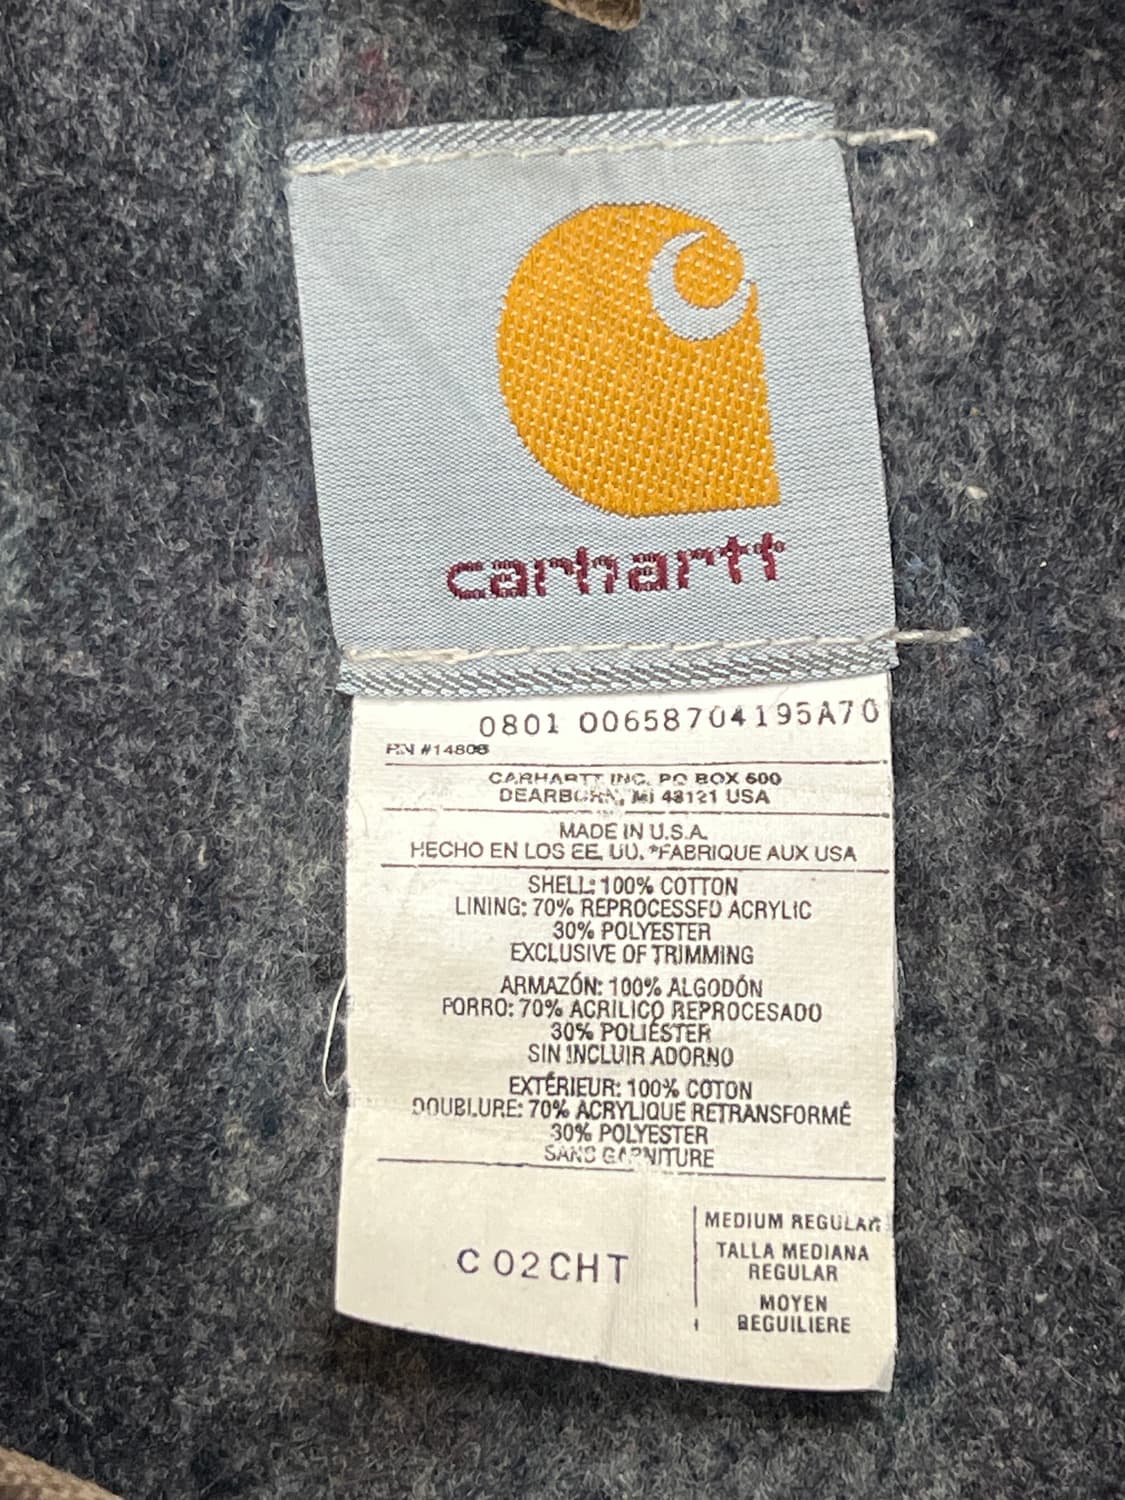 carhartt
0801 00658704195A70
RN #14806
CARHARTT INC. PO BOX 600
DEARBORN, MI 48121 USA
MADE IN U.S.A.
HECHO EN LOS EE. UU. *FABRIQUE AUX USA
SHELL: 100% COTTON
LINING: 70% REPROCESSED ACRYLIC
30% POLYESTER
EXCLUSIVE OF TRIMMING
ARMAZÓN: 100% ALGODÓN
FORRO: 70% ACRILICO REPROCESADO
30% POLIÉSTER
SIN INCLUIR ADORNO
EXTÉRIEUR: 100% COTON
DOUBLURE: 70% ACRYLIQUE RETRANSFORMÉ
30% POLYESTER
SANS GARNITURE
C 02 CHT
MEDIUM REGULAR
TALLA MEDIANA
REGULAR
MOYEN
REGUILIERE